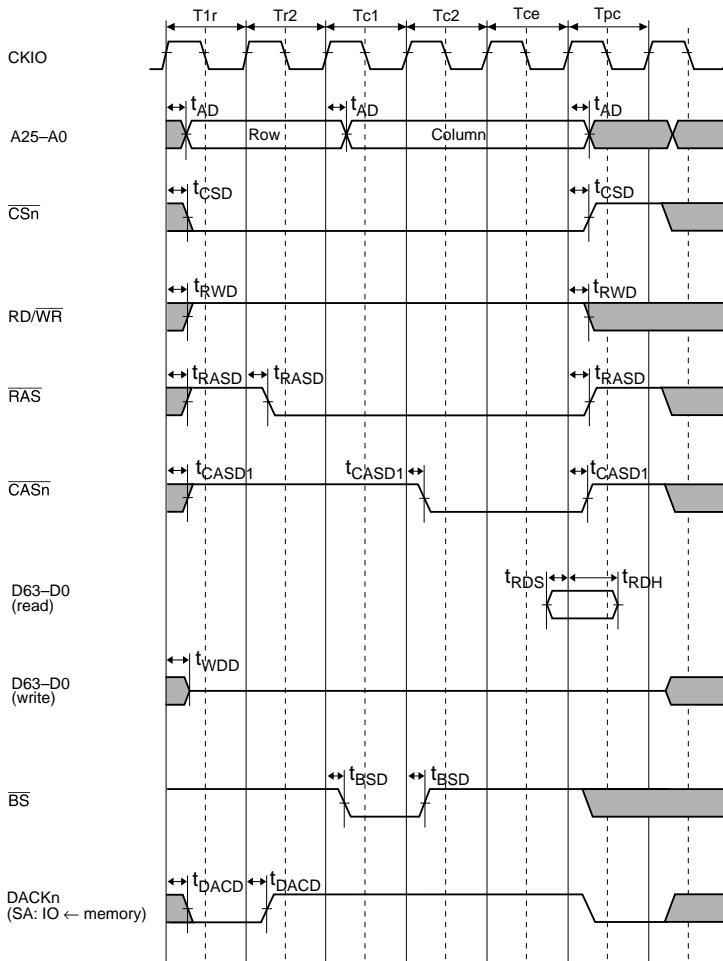 T1r Tr2 Tc1 Tc2 Tce Tpc
CKIO
tAD tAD tAD
A25–A0 Row Column
tCSD tCSD
CSn
tRWD tRWD
RD/WR
tRASD tRASD tRASD
RAS
tCASD1 tCASD1 tCASD1
CASn
D63–D0
(read)
tRDS tRDH
tWDD
D63–D0
(write)
tBSD tBSD
BS
tDACD tDACD
DACKn
(SA: IO ← memory)